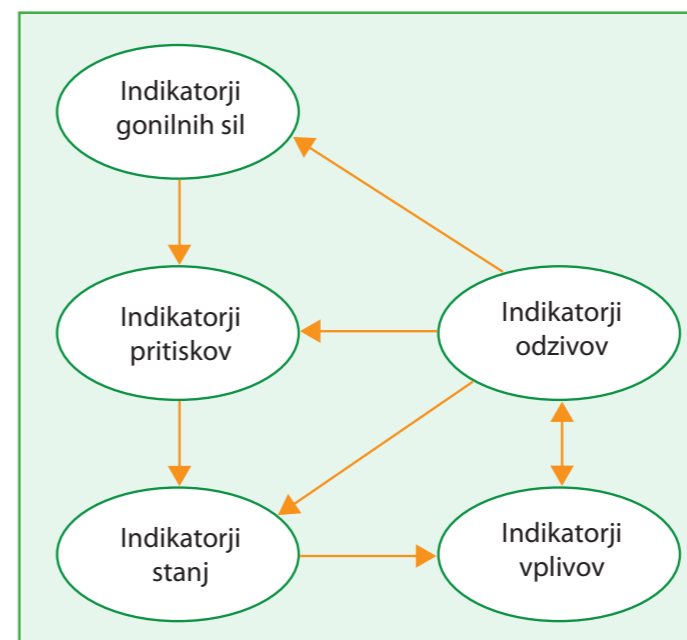 Indikatorji
gonilnih sil
Indikatorji
pritiskov
Indikatorji
odzivov
Indikatorji
stanj
Indikatorji
vplivov